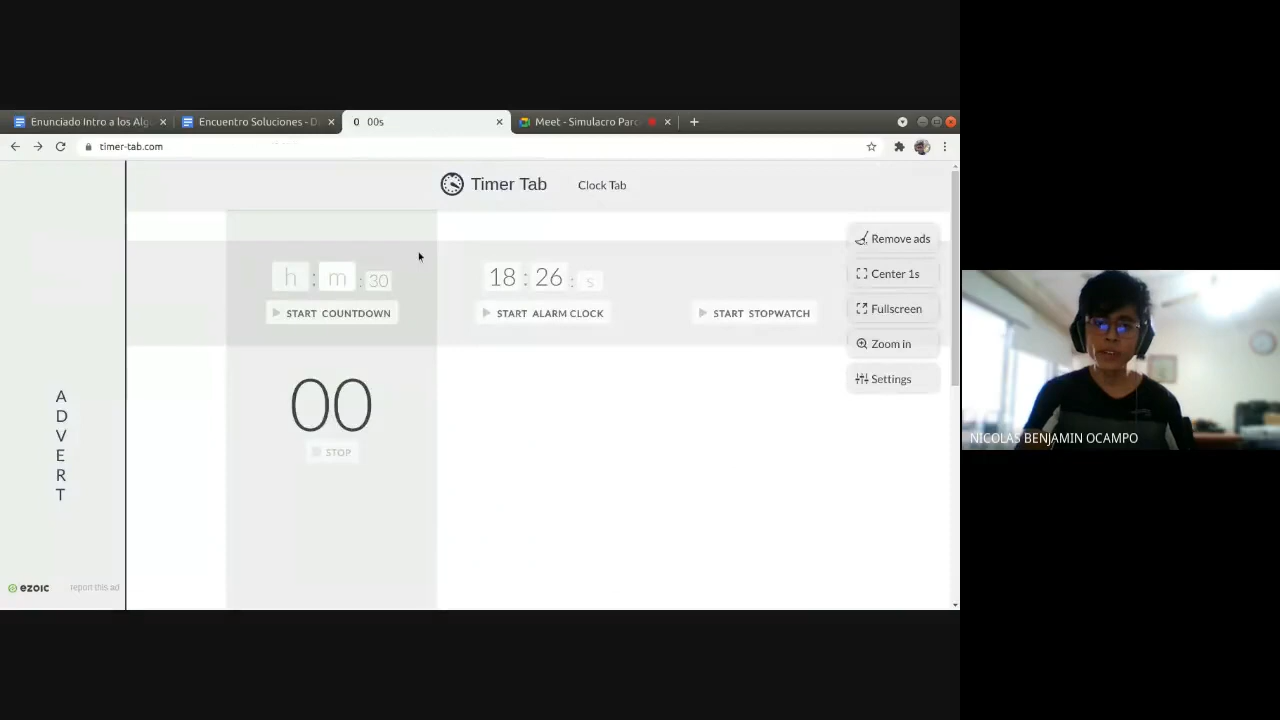 Enunciado Intro a los Alg
Encuentro Soluciones - D
0 00s
Meet - Simulacro Parc
timer-tab.com
Timer Tab
Clock Tab
Remove ads
h : m : 30
18 : 26 : s
Center 1s
START COUNTDOWN
START ALARM CLOCK
START STOPWATCH
Fullscreen
Zoom in
Settings
00
STOP
ADVERT
NICOLAS BENJAMIN OCAMPO
ezoic
report this ad